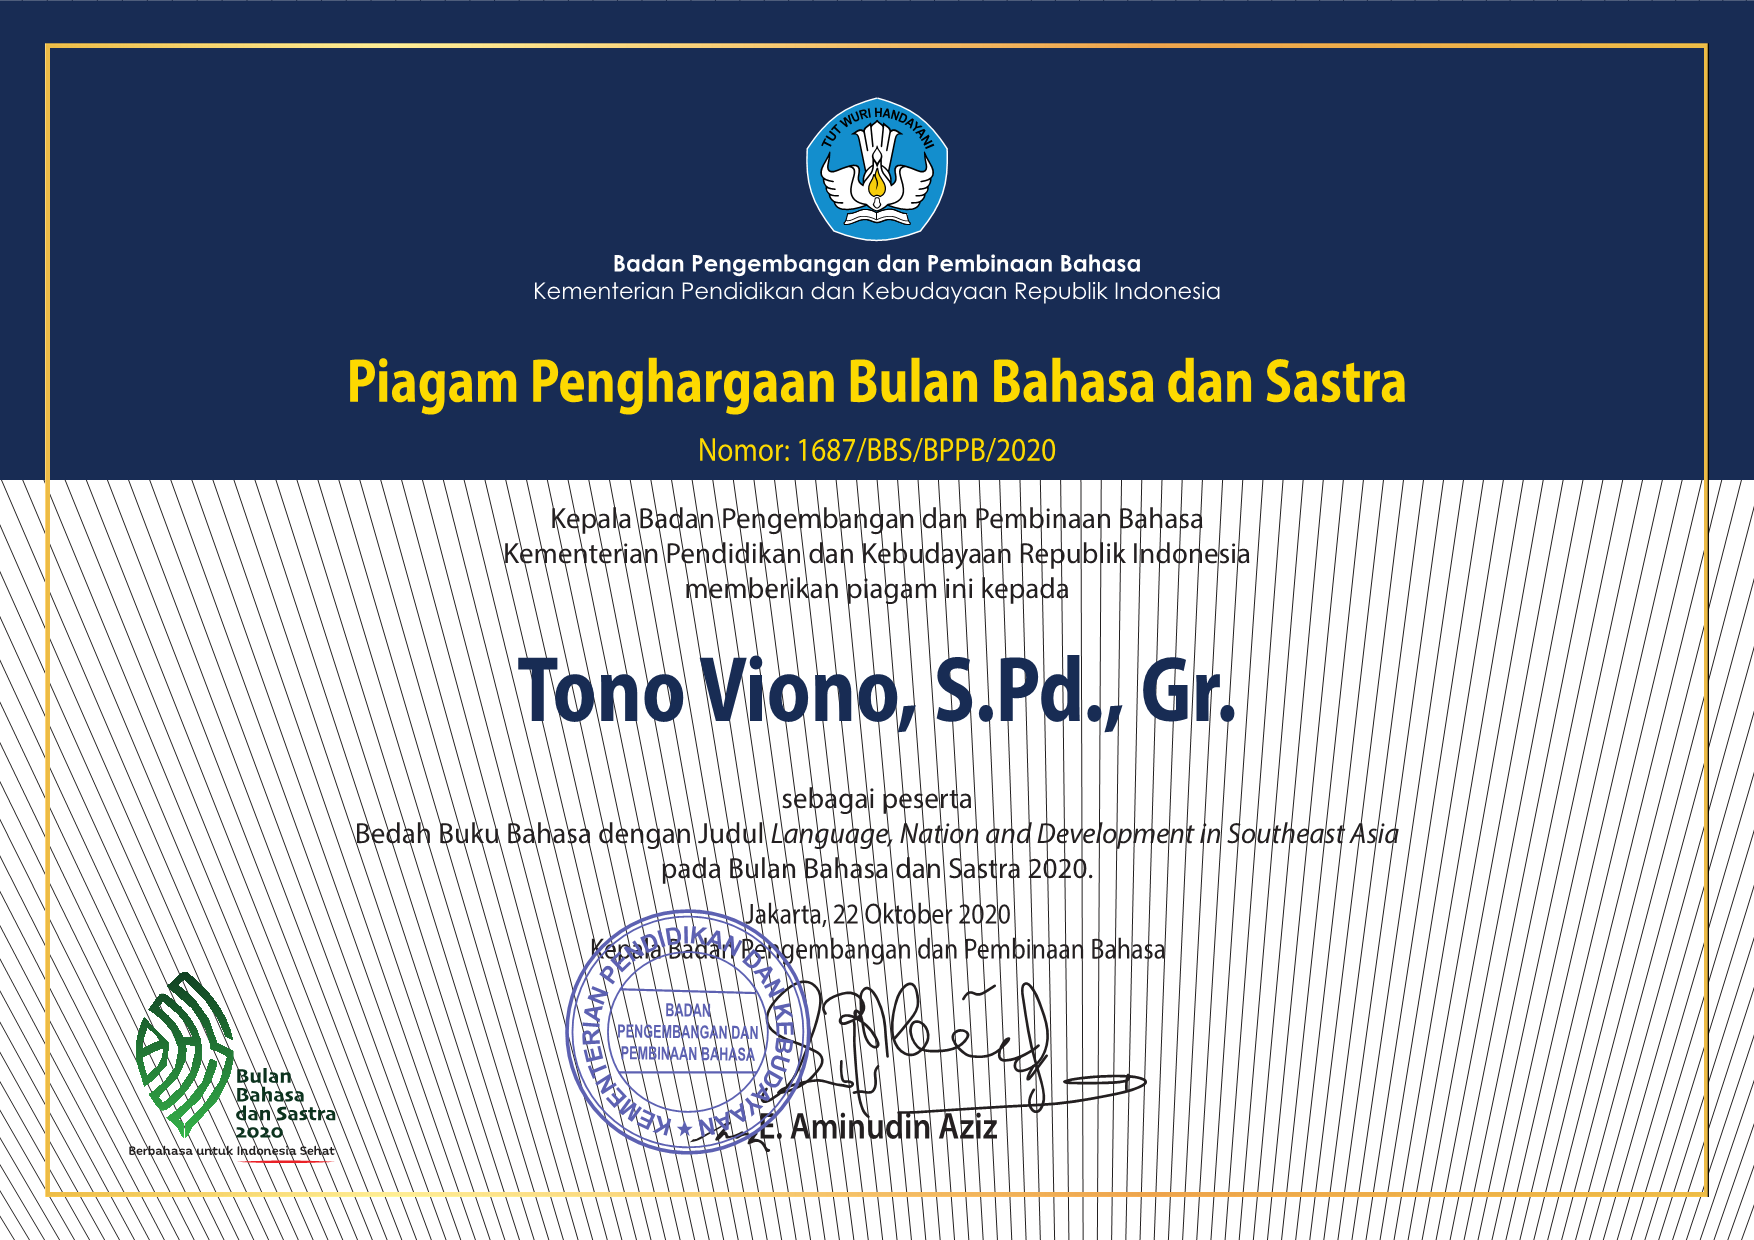 TUT WURI HANDAYANI
Badan Pengembangan dan Pembinaan Bahasa
Kementerian Pendidikan dan Kebudayaan Republik Indonesia
Piagam Penghargaan Bulan Bahasa dan Sastra
Nomor: 1687/BBS/BPPB/2020
Kepala Badan Pengembangan dan Pembinaan Bahasa
Kementerian Pendidikan dan Kebudayaan Republik Indonesia
memberikan piagam ini kepada
Tono Viono, S.Pd., Gr.
sebagai peserta
Bedah Buku Bahasa dengan Judul Language, Nation and Development in Southeast Asia
pada Bulan Bahasa dan Sastra 2020.
Jakarta, 22 Oktober 2020
Kepala Badan Pengembangan dan Pembinaan Bahasa
KEMENTERIAN PENDIDIKAN DAN KEBUDAYAAN
BADAN
PENGEMBANGAN DAN
PEMBINAAN BAHASA
E. Aminudin Aziz
Bulan
Bahasa
dan Sastra
2020
Berbahasa untuk Indonesia Sehat